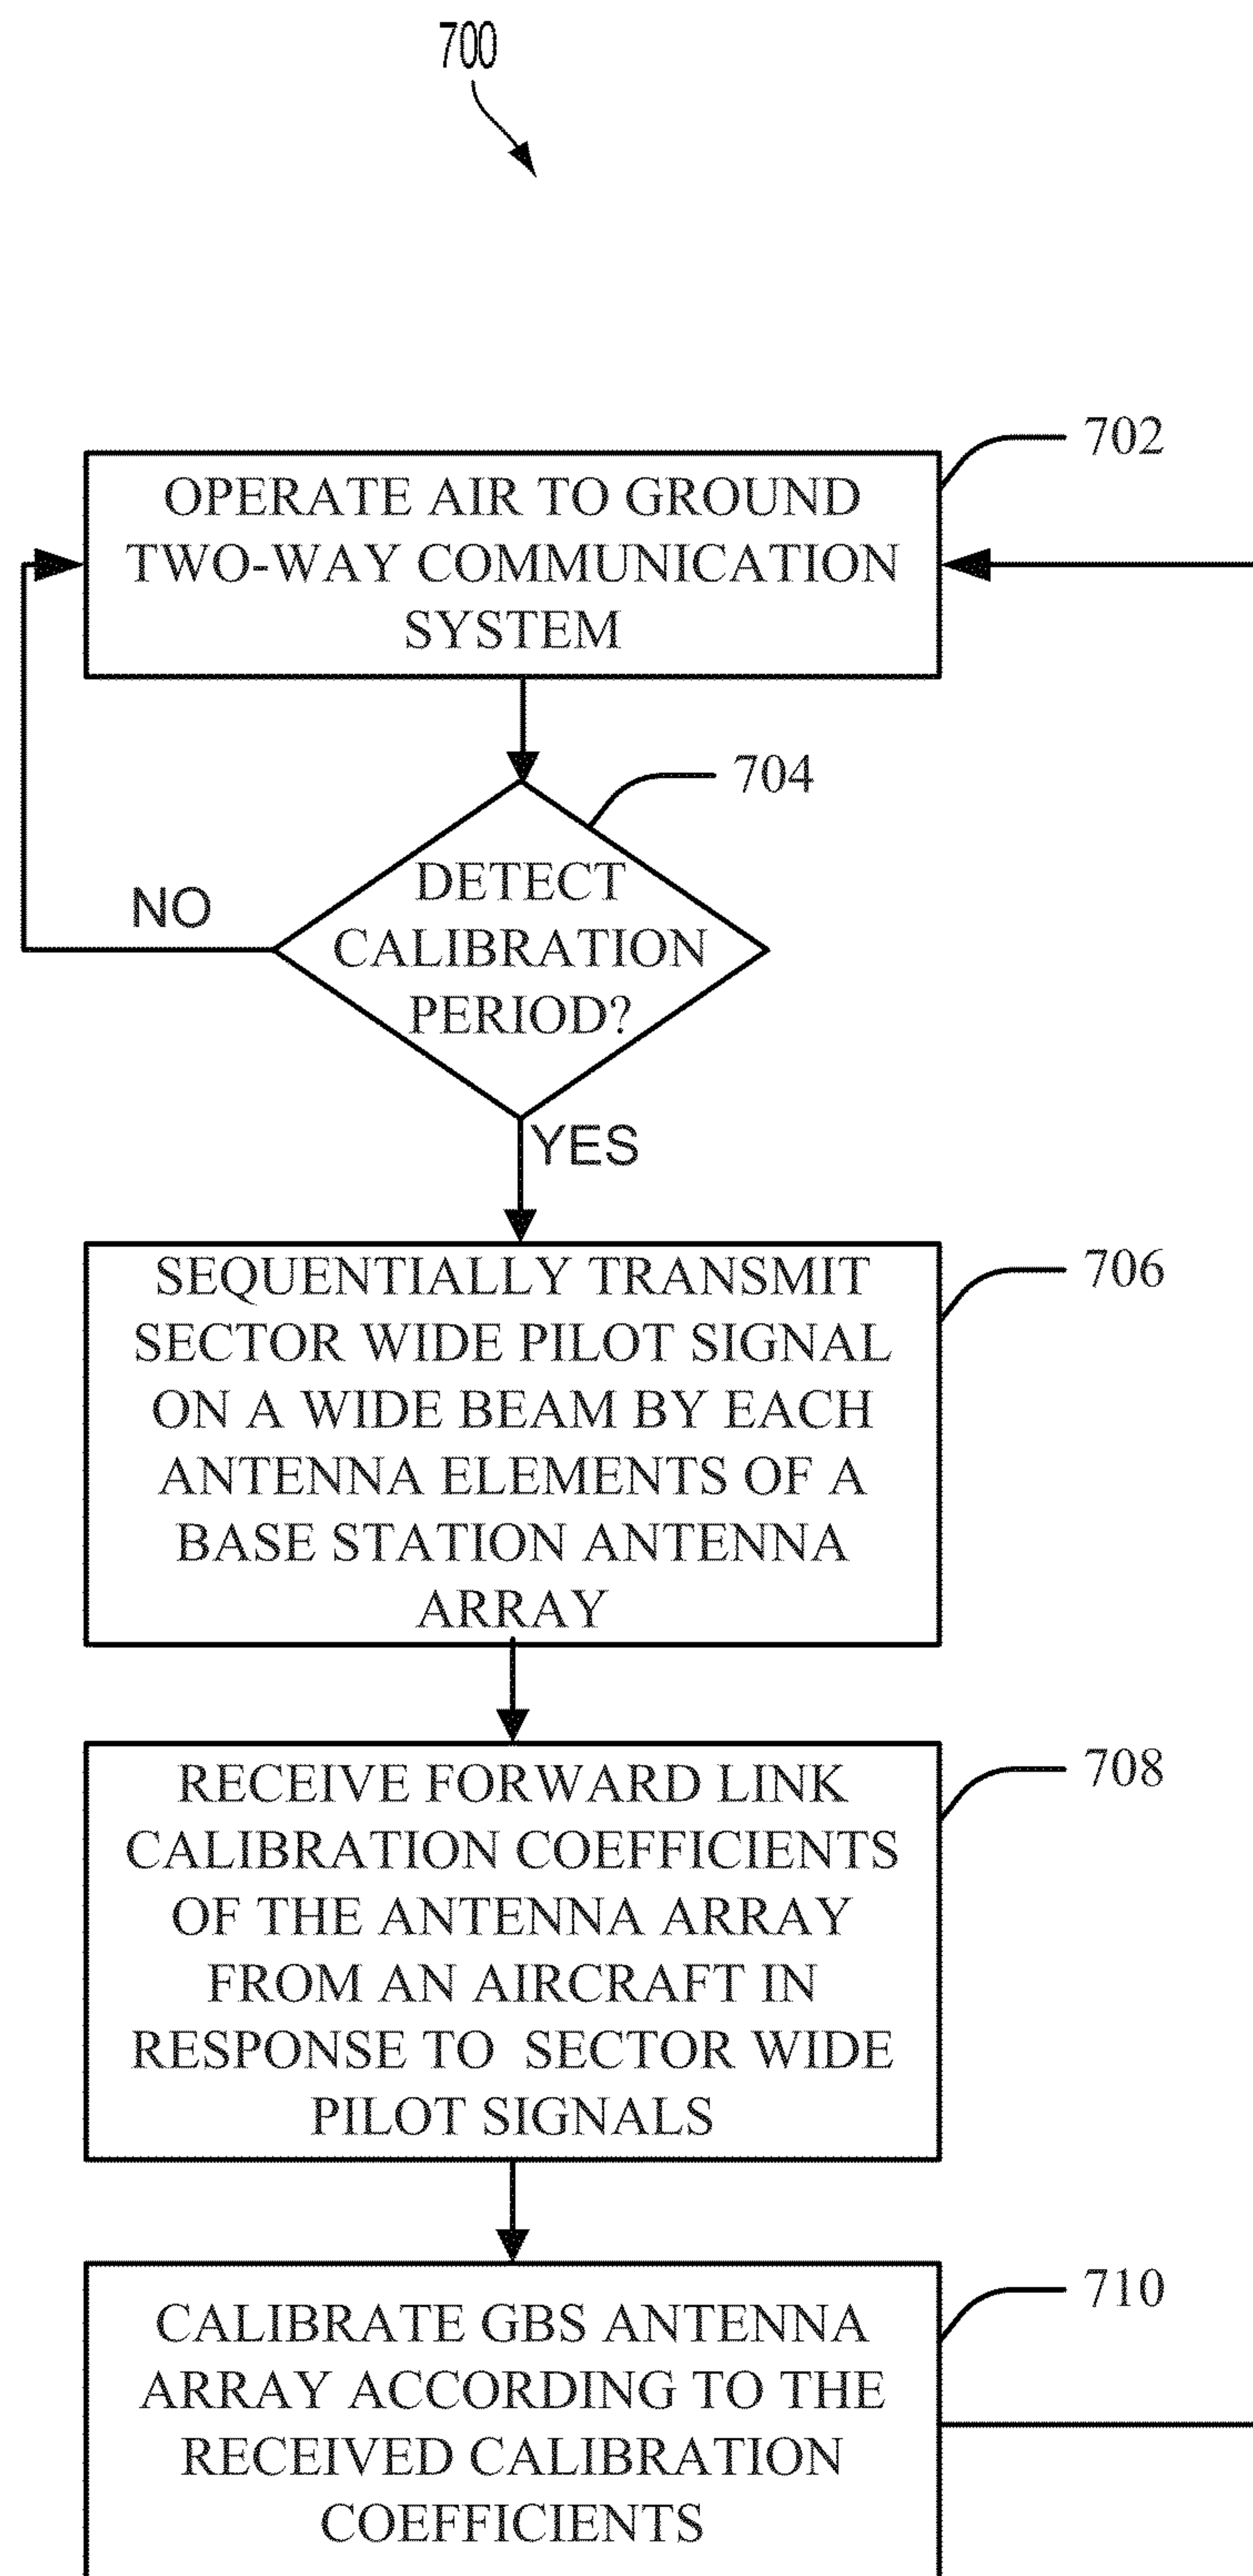 700
702
OPERATE AIR TO GROUND
TWO-WAY COMMUNICATION
SYSTEM
704
DETECT
CALIBRATION
PERIOD?
NO
YES
706
SEQUENTIALLY TRANSMIT
SECTOR WIDE PILOT SIGNAL
ON A WIDE BEAM BY EACH
ANTENNA ELEMENTS OF A
BASE STATION ANTENNA
ARRAY
708
RECEIVE FORWARD LINK
CALIBRATION COEFFICIENTS
OF THE ANTENNA ARRAY
FROM AN AIRCRAFT IN
RESPONSE TO SECTOR WIDE
PILOT SIGNALS
710
CALIBRATE GBS ANTENNA
ARRAY ACCORDING TO THE
RECEIVED CALIBRATION
COEFFICIENTS